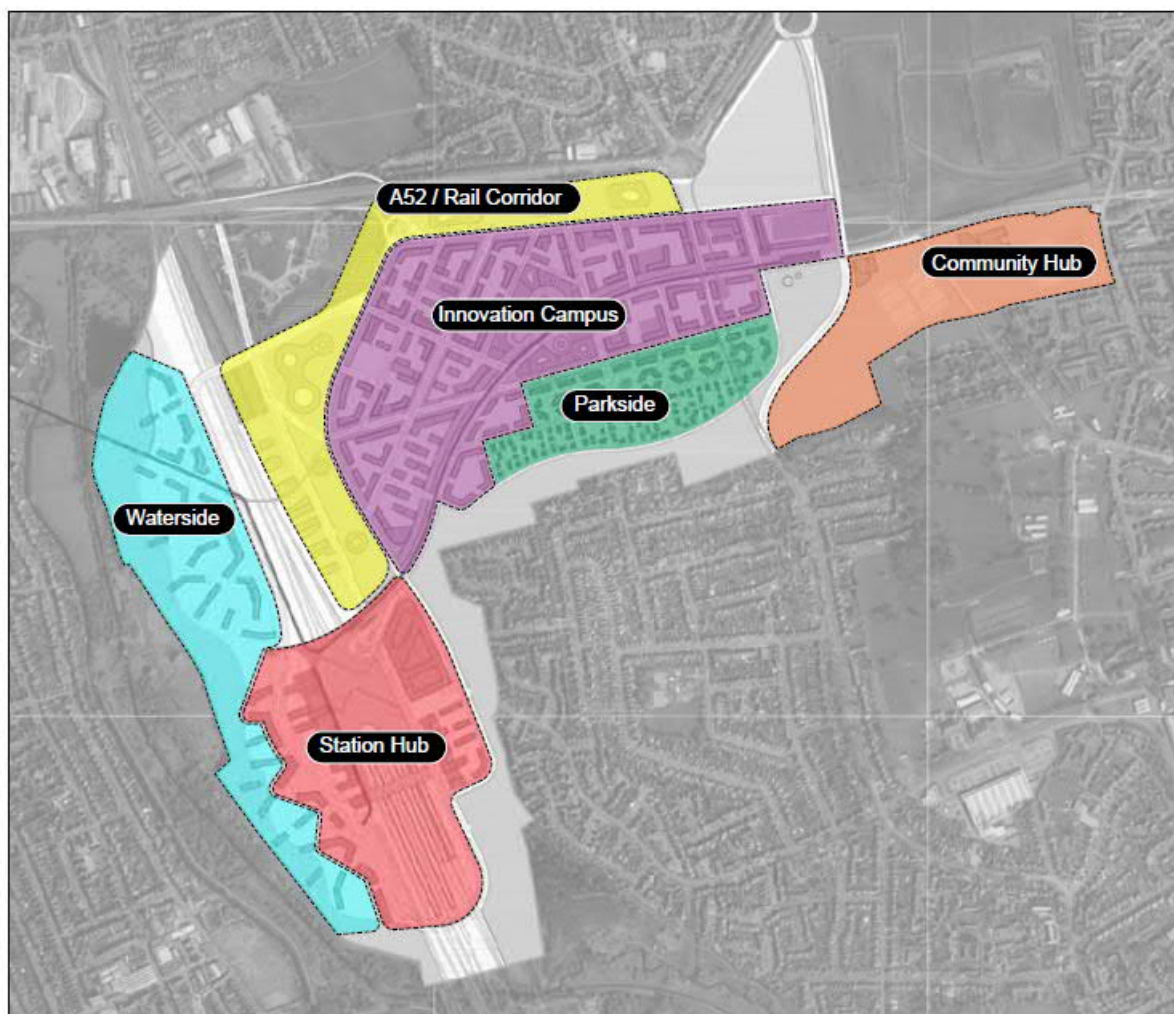 A52 / Rail Corridor
Community Hub
Innovation Campus
Parkside
Waterside
Station Hub